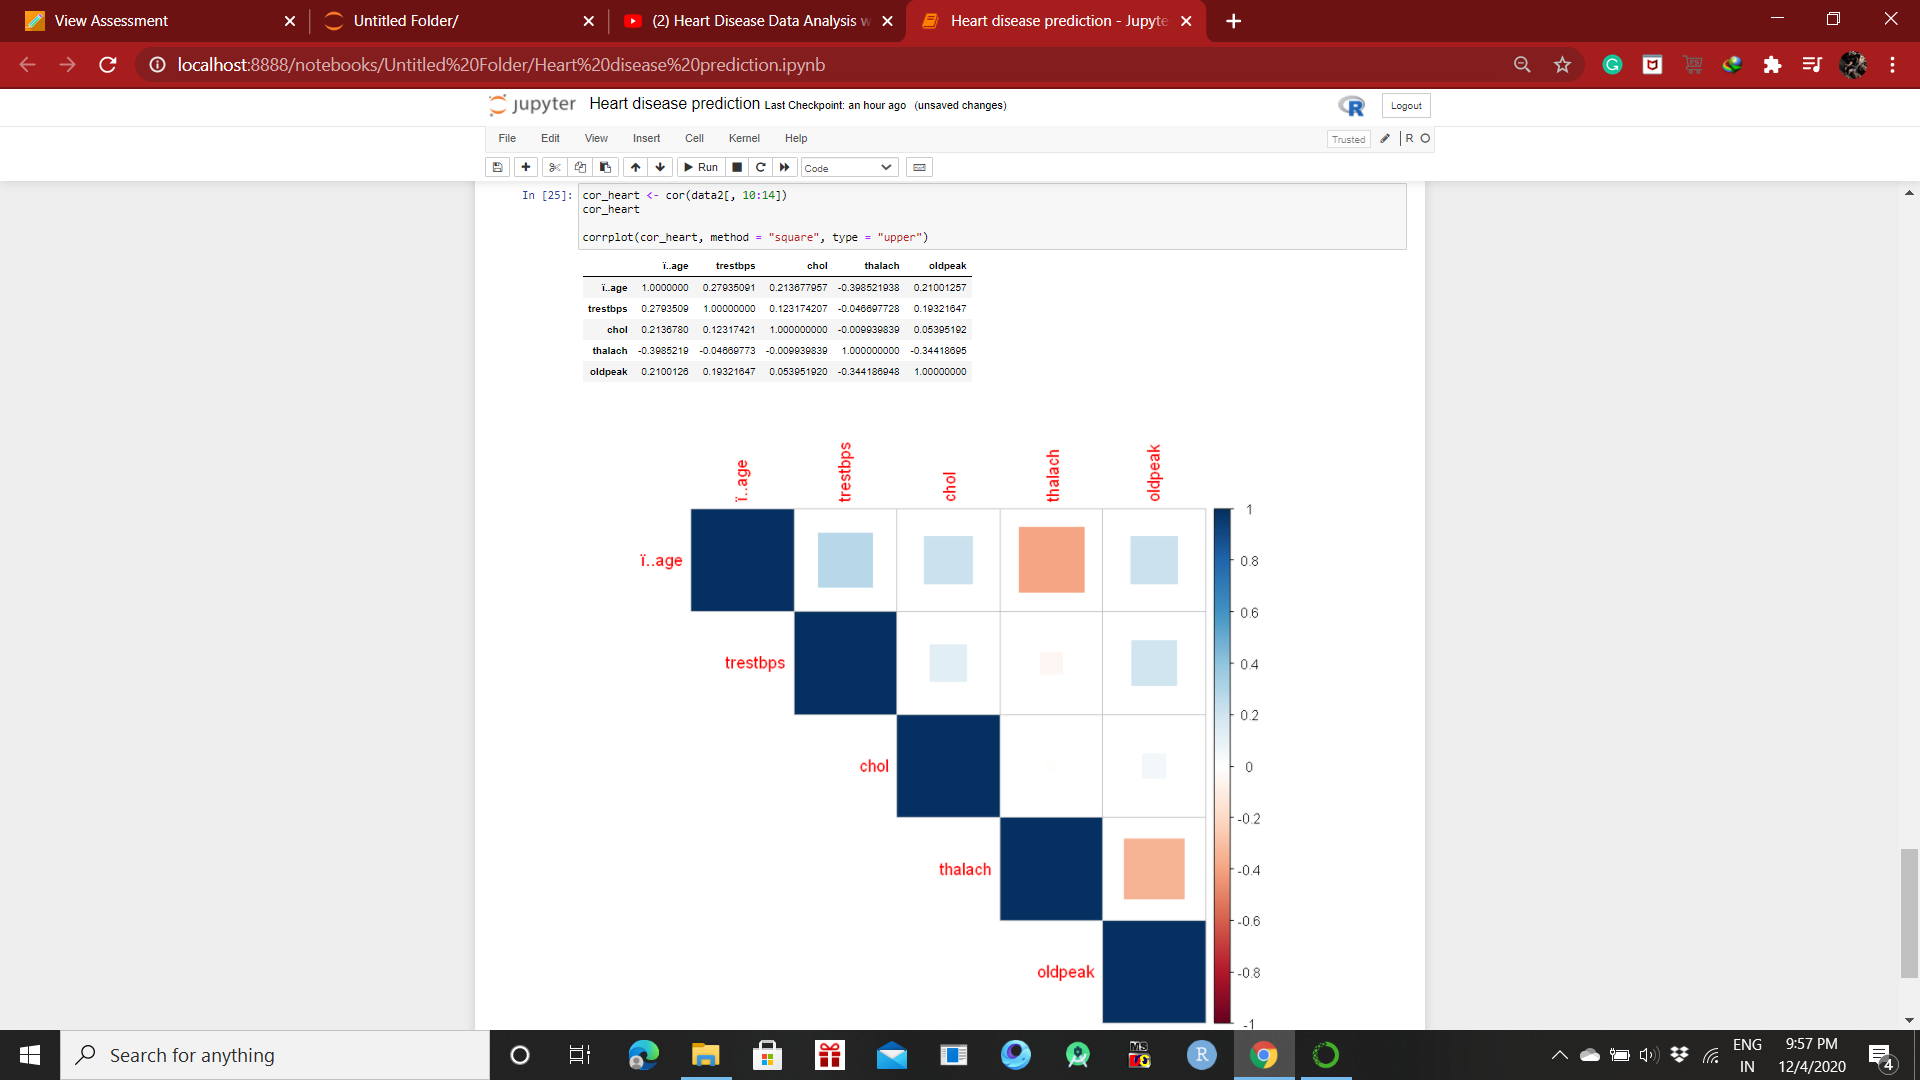 View Assessment
Untitled Folder/
(2) Heart Disease Data Analysis w
Heart disease prediction - Jupyte
localhost:8888/notebooks/Untitled%20Folder/Heart%20disease%20prediction.ipynb
jupyter Heart disease prediction Last Checkpoint: an hour ago (unsaved changes)
R
Logout
File Edit View Insert Cell Kernel Help
Trusted
R
Run
Code
In [25]:
cor_heart <- cor(data2[, 10:14])
cor_heart
corrplot(cor_heart, method = "square", type = "upper")
ï..age trestbps chol thalach oldpeak
ï..age 1.0000000 0.27935091 0.213677957 -0.398521938 0.21001257
trestbps 0.2793509 1.00000000 0.123174207 -0.046697728 0.19321647
chol 0.2136780 0.12317421 1.000000000 -0.009939839 0.05395192
thalach -0.3985219 -0.04669773 -0.009939839 1.000000000 -0.34418695
oldpeak 0.2100126 0.19321647 0.053951920 -0.344186948 1.00000000
ï..age
trestbps
chol
thalach
oldpeak
ï..age
trestbps
chol
thalach
oldpeak
1
0.8
0.6
0.4
0.2
0
-0.2
-0.4
-0.6
-0.8
-1
Search for anything
R
ENG
IN
9:57 PM
12/4/2020
4